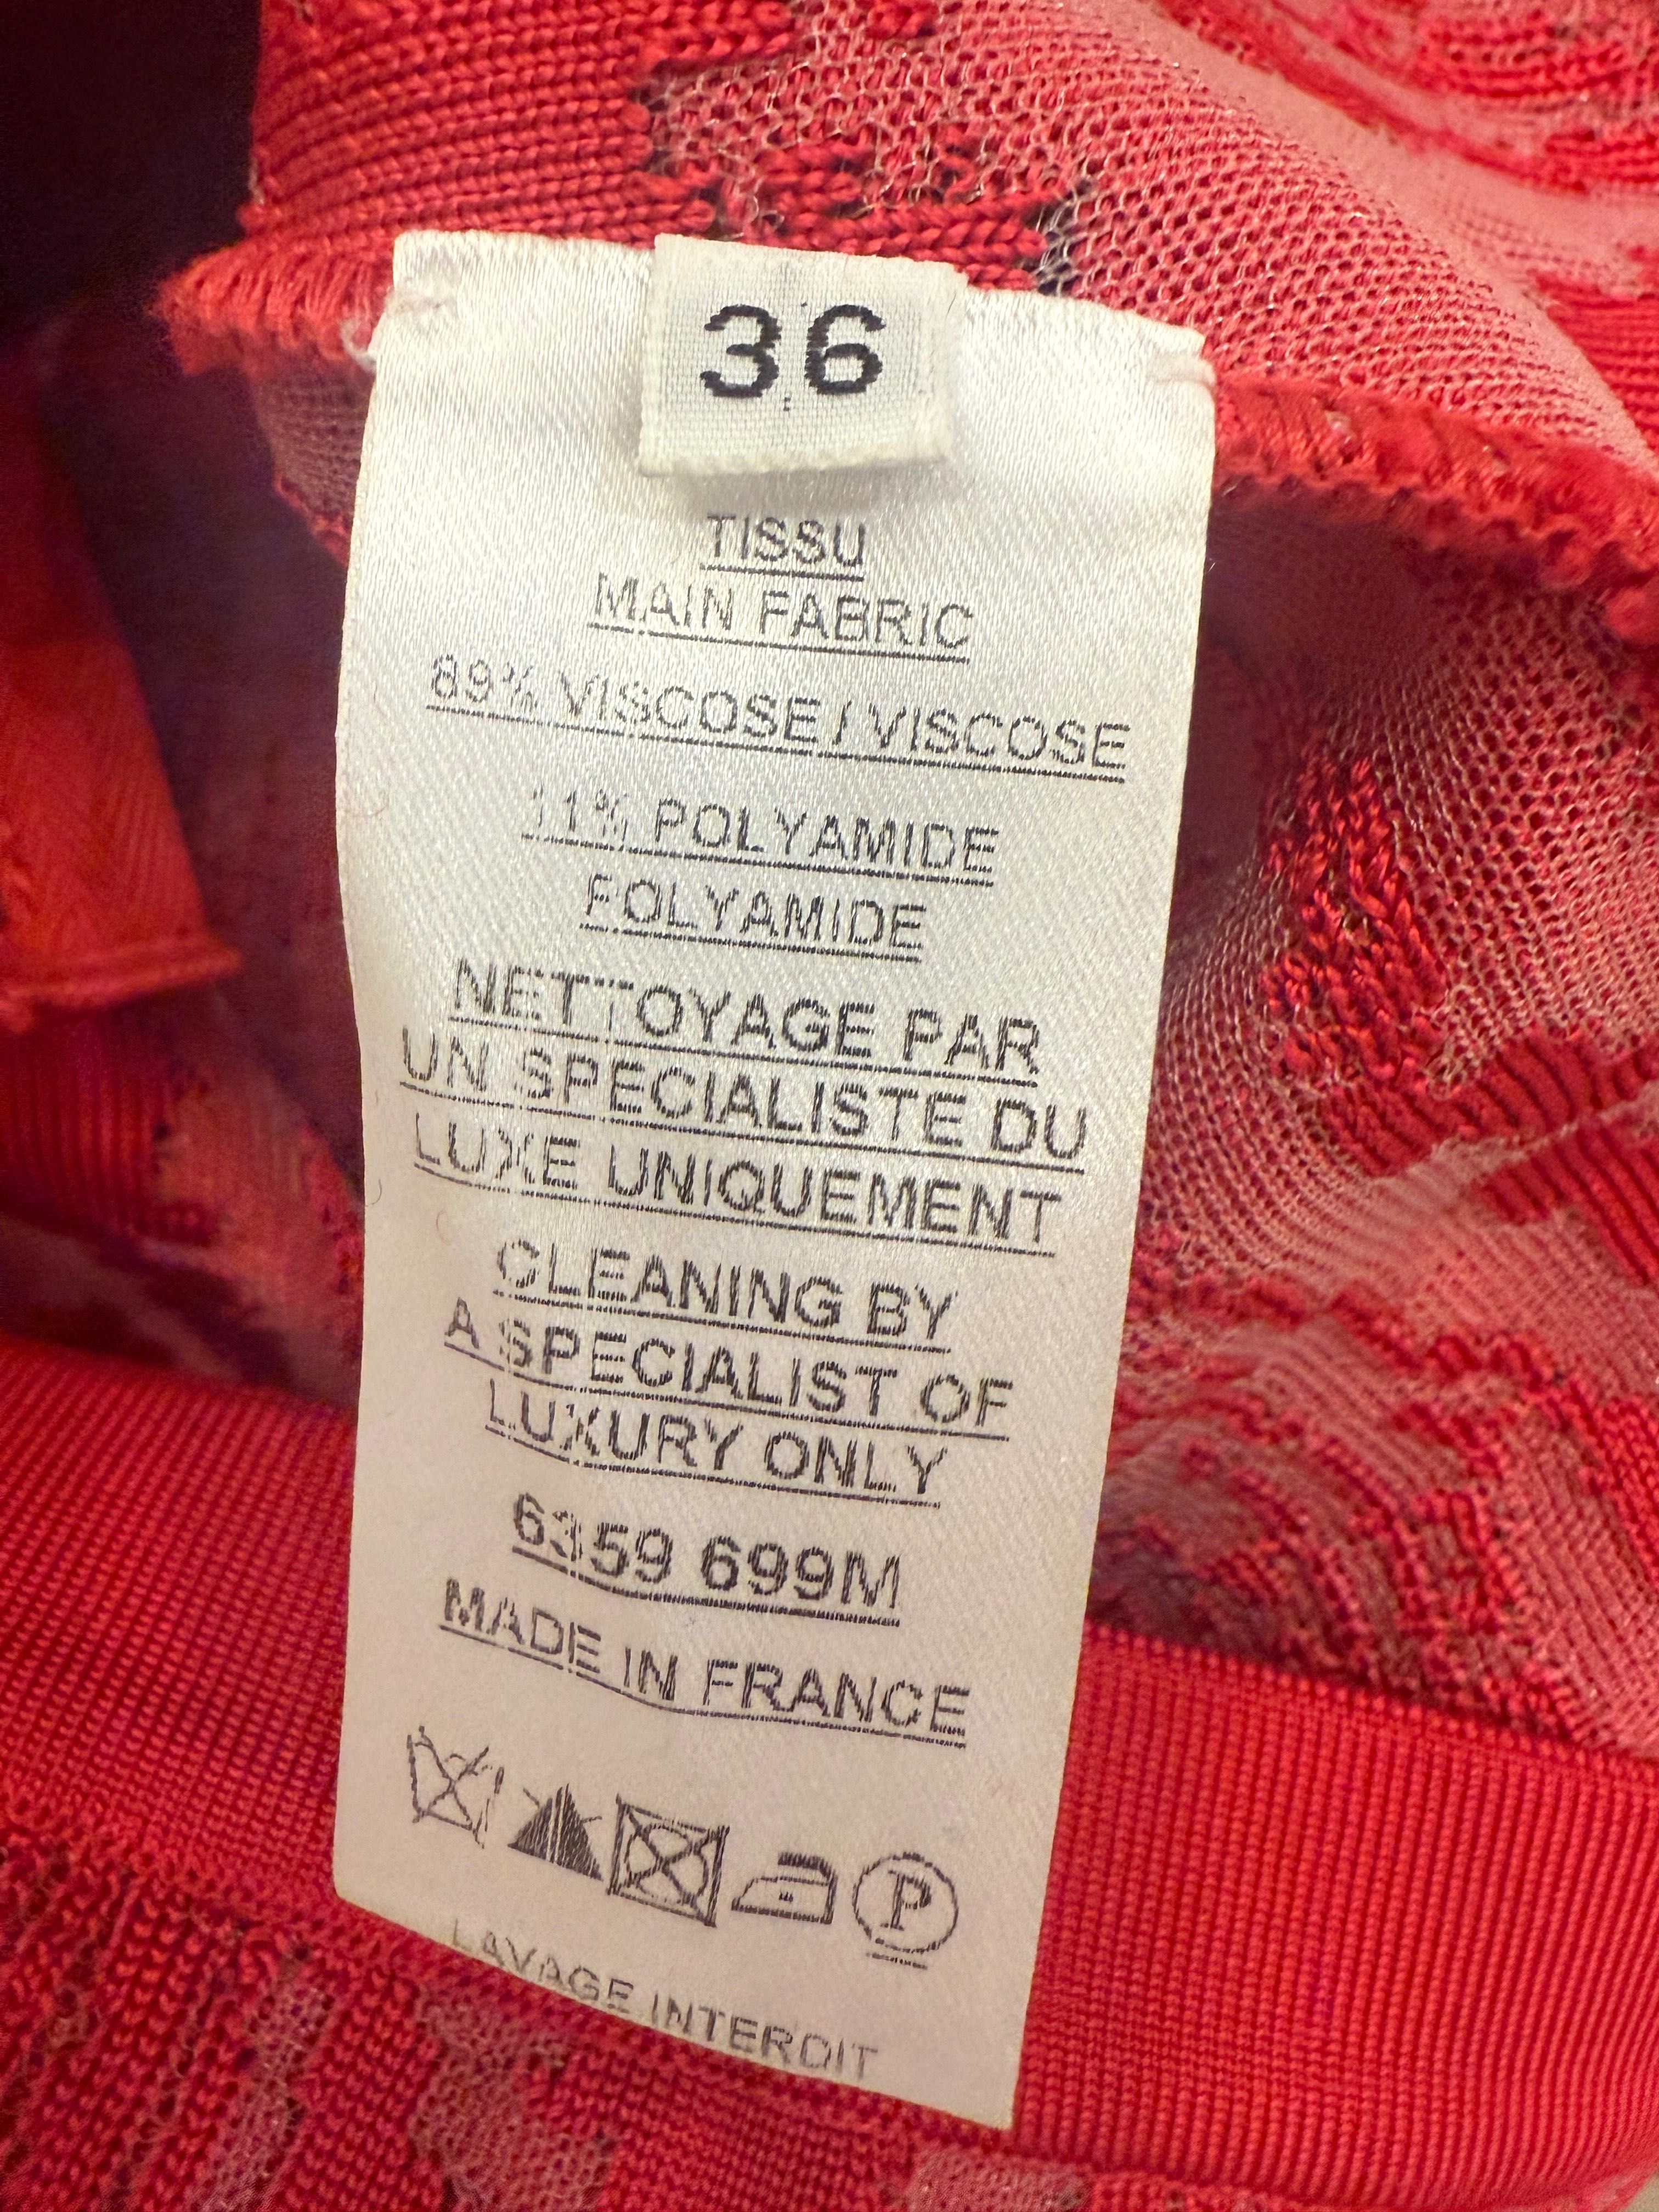 36
TISSU
MAIN FABRIC
89% VISCOSE / VISCOSE
11% POLYAMIDE
POLYAMIDE
NETTOYAGE PAR
UN SPECIALISTE DU
LUXE UNIQUEMENT
CLEANING BY
A SPECIALIST OF
LUXURY ONLY
6359 699M
MADE IN FRANCE
P
LAVAGE INTERDIT